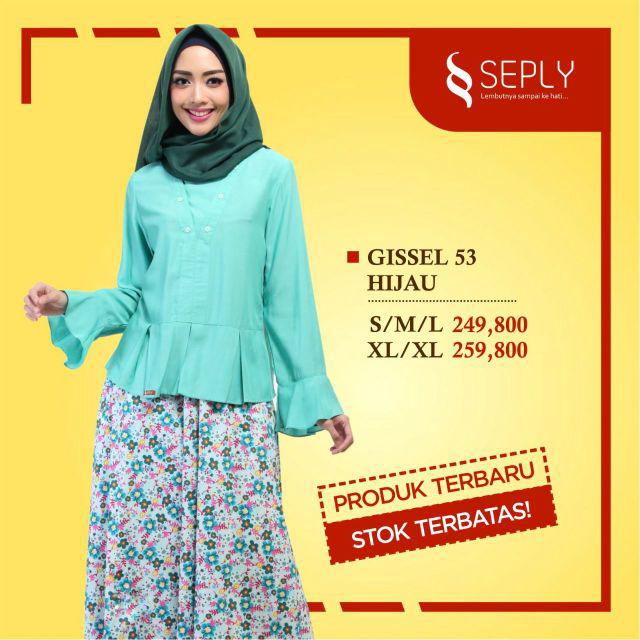 SEPLY
Lembutnya sampai ke hati...
GISSEL 53
HIJAU
S/M/L 249,800
XL/XL 259,800
PRODUK TERBARU
STOK TERBATAS!